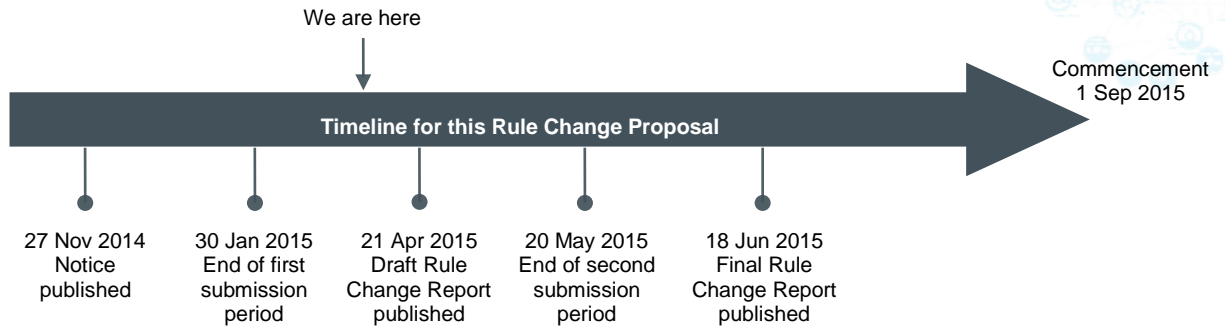 We are here
Commencement
1 Sep 2015
Timeline for this Rule Change Proposal
27 Nov 2014
Notice
published
30 Jan 2015
End of first
submission
period
21 Apr 2015
Draft Rule
Change Report
published
20 May 2015
End of second
submission
period
18 Jun 2015
Final Rule
Change Report
published